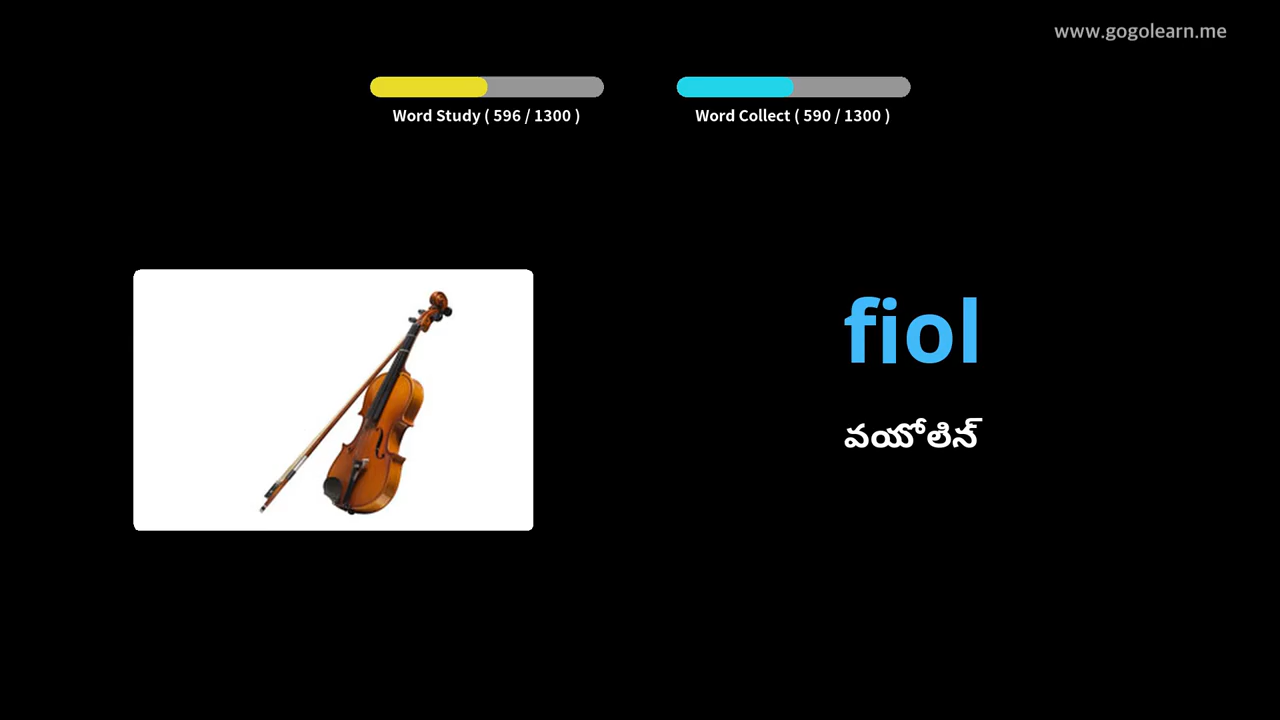 www.gogolearn.me
Word Study ( 596 / 1300 )
Word Collect ( 590 / 1300 )
fiol
వయోలిన్